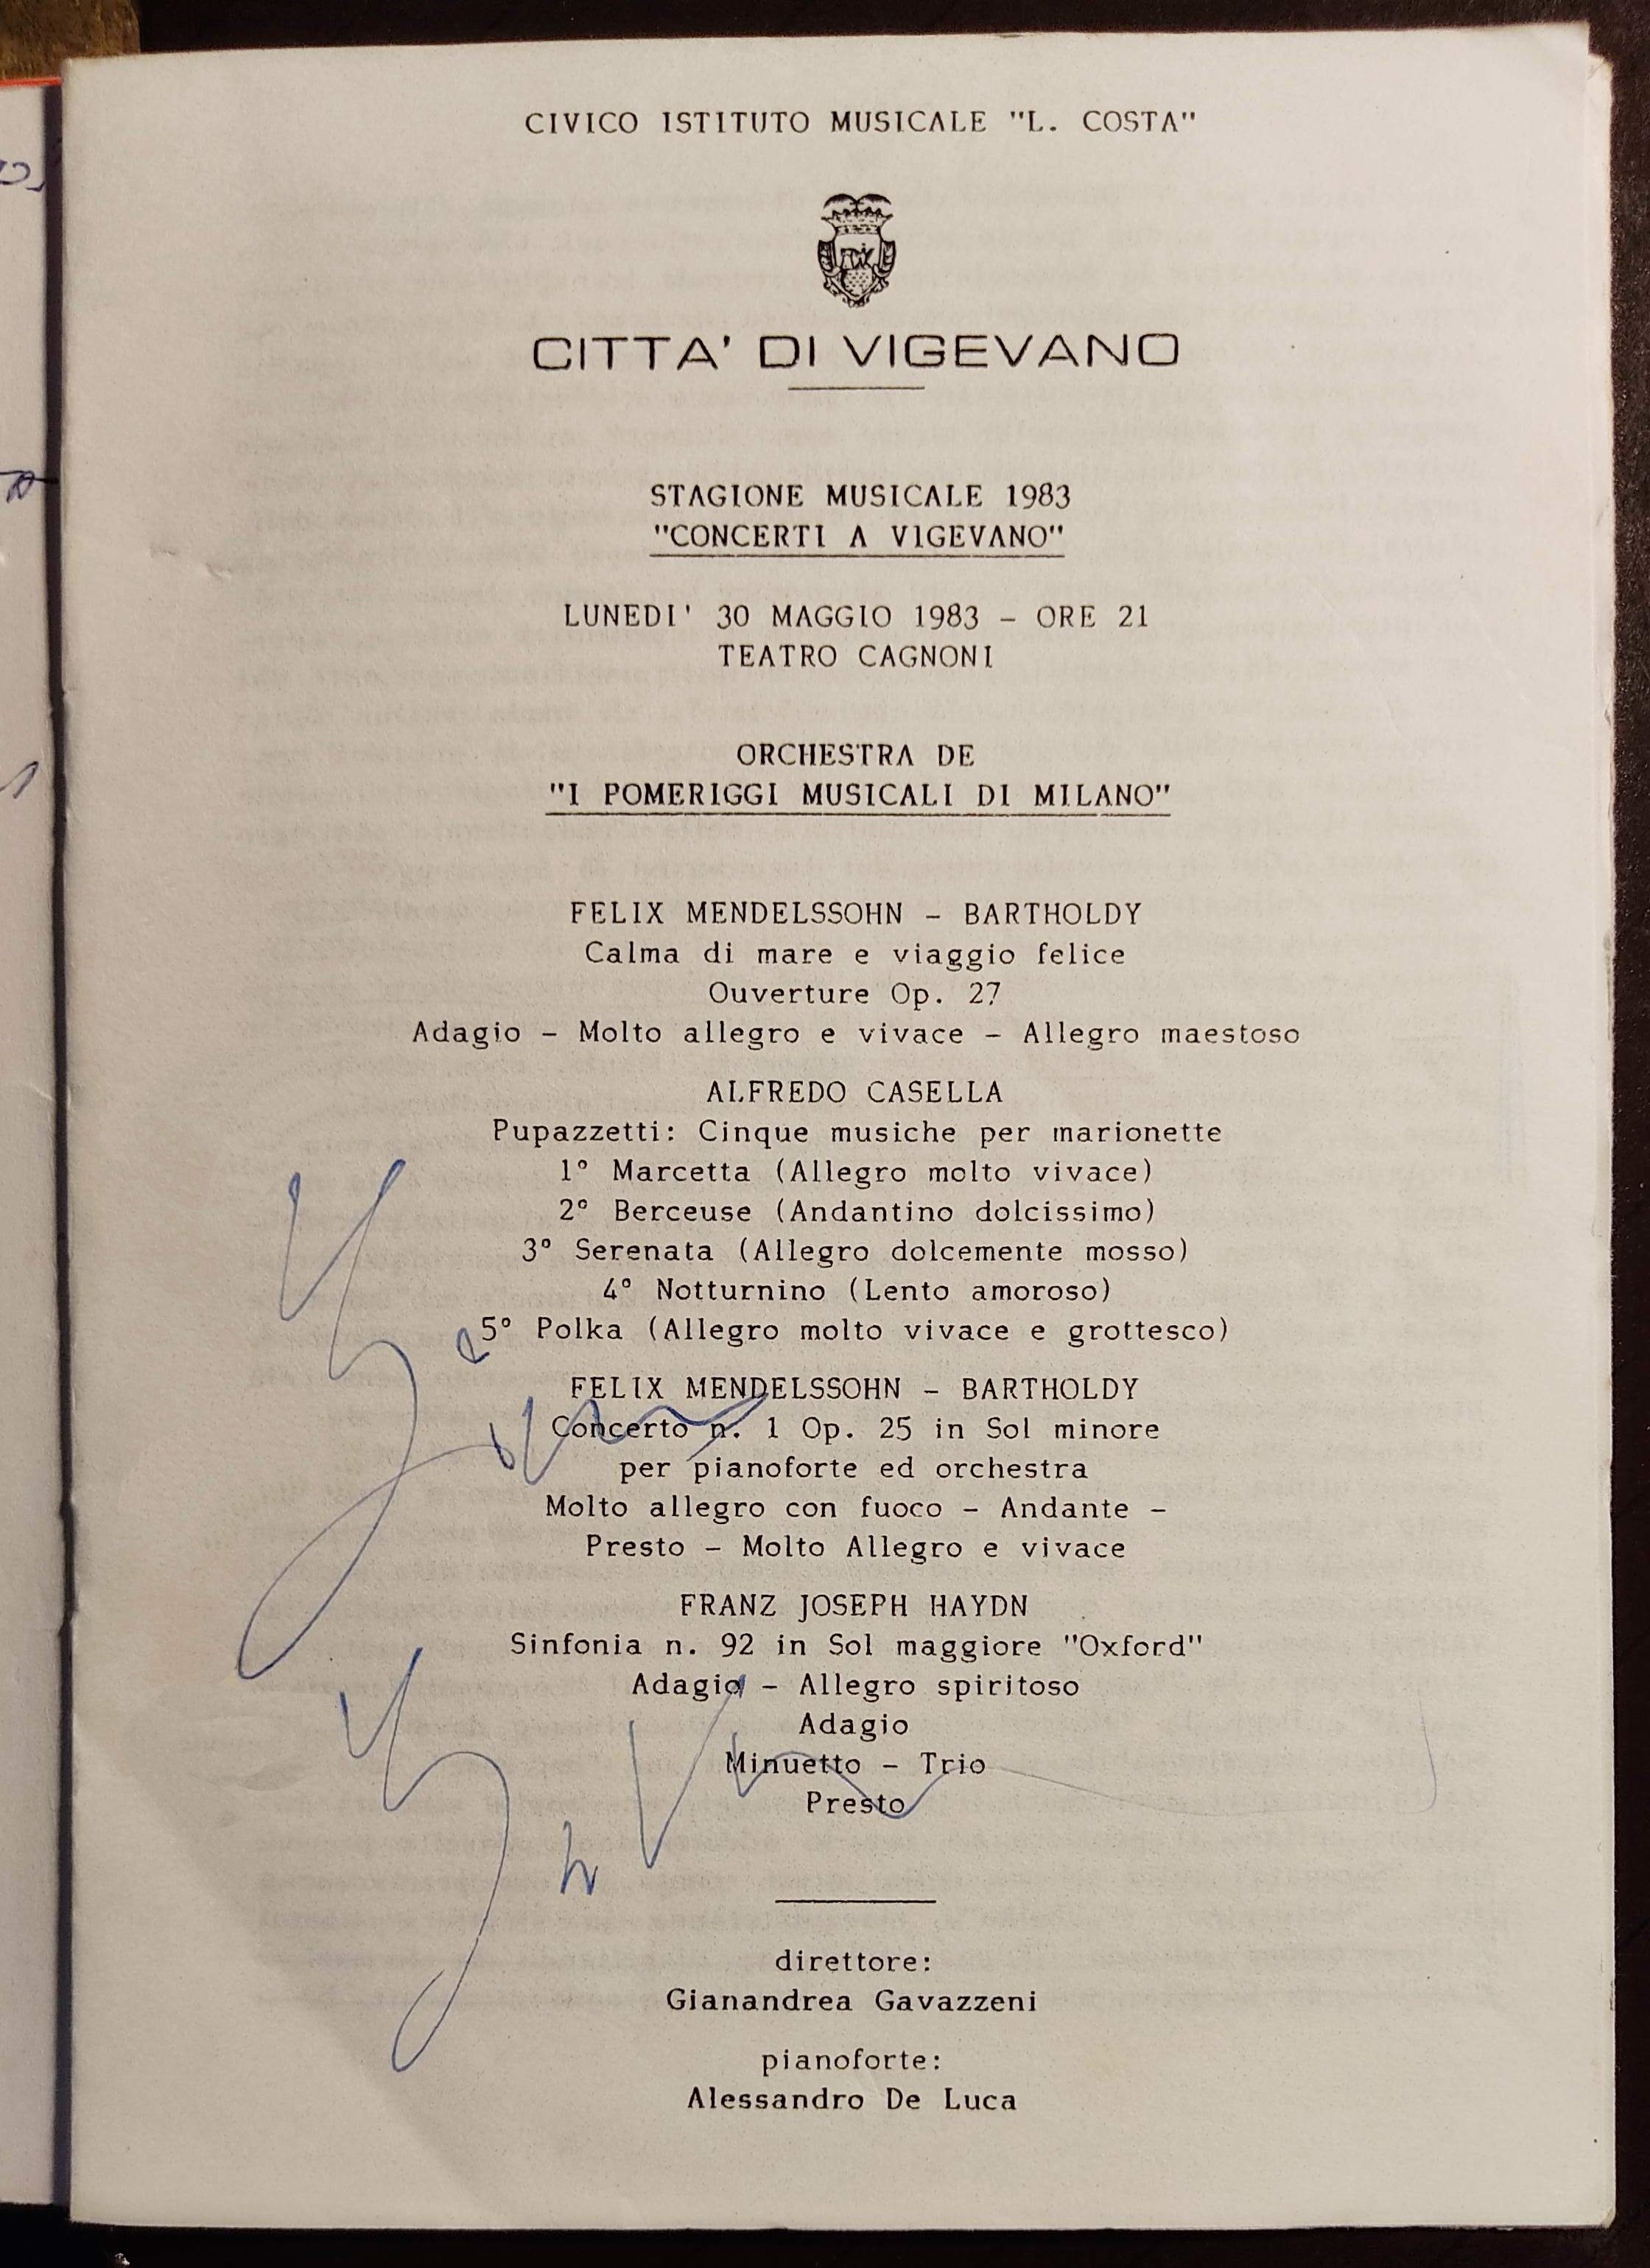 CIVICO ISTITUTO MUSICALE "L. COSTA"
CITTA' DI VIGEVANO
STAGIONE MUSICALE 1983
"CONCERTI A VIGEVANO"
LUNEDI' 30 MAGGIO 1983 - ORE 21
TEATRO CAGNONI
ORCHESTRA DE
"I POMERIGGI MUSICALI DI MILANO"
FELIX MENDELSSOHN - BARTHOLDY
Calma di mare e viaggio felice
Ouverture Op. 27
Adagio - Molto allegro e vivace - Allegro maestoso
ALFREDO CASELLA
Pupazzetti: Cinque musiche per marionette
1° Marcetta (Allegro molto vivace)
2° Berceuse (Andantino dolcissimo)
3° Serenata (Allegro dolcemente mosso)
4° Notturnino (Lento amoroso)
5° Polka (Allegro molto vivace e grottesco)
FELIX MENDELSSOHN - BARTHOLDY
Concerto n. 1 Op. 25 in Sol minore
per pianoforte ed orchestra
Molto allegro con fuoco - Andante -
Presto - Molto Allegro e vivace
FRANZ JOSEPH HAYDN
Sinfonia n. 92 in Sol maggiore "Oxford"
Adagio - Allegro spiritoso
Adagio
Minuetto - Trio
Presto
direttore:
Gianandrea Gavazzeni
pianoforte:
Alessandro De Luca